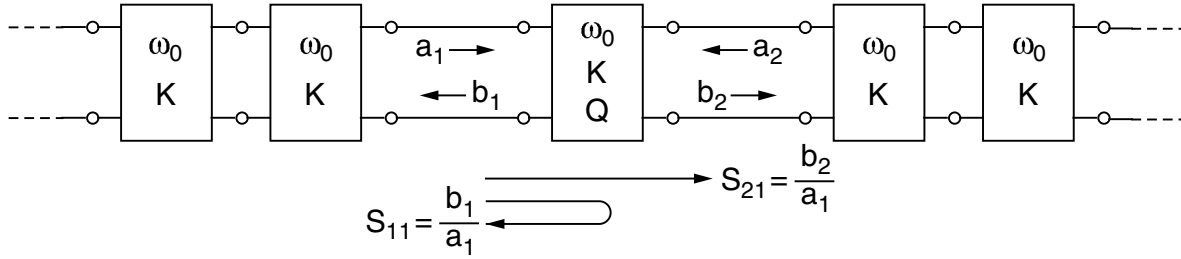 ω₀ ω₀ ω₀ ω₀ ω₀
K K K K K
Q
a₁ a₂
b₁ b₂
S₂₁ = b₂/a₁
S₁₁ = b₁/a₁